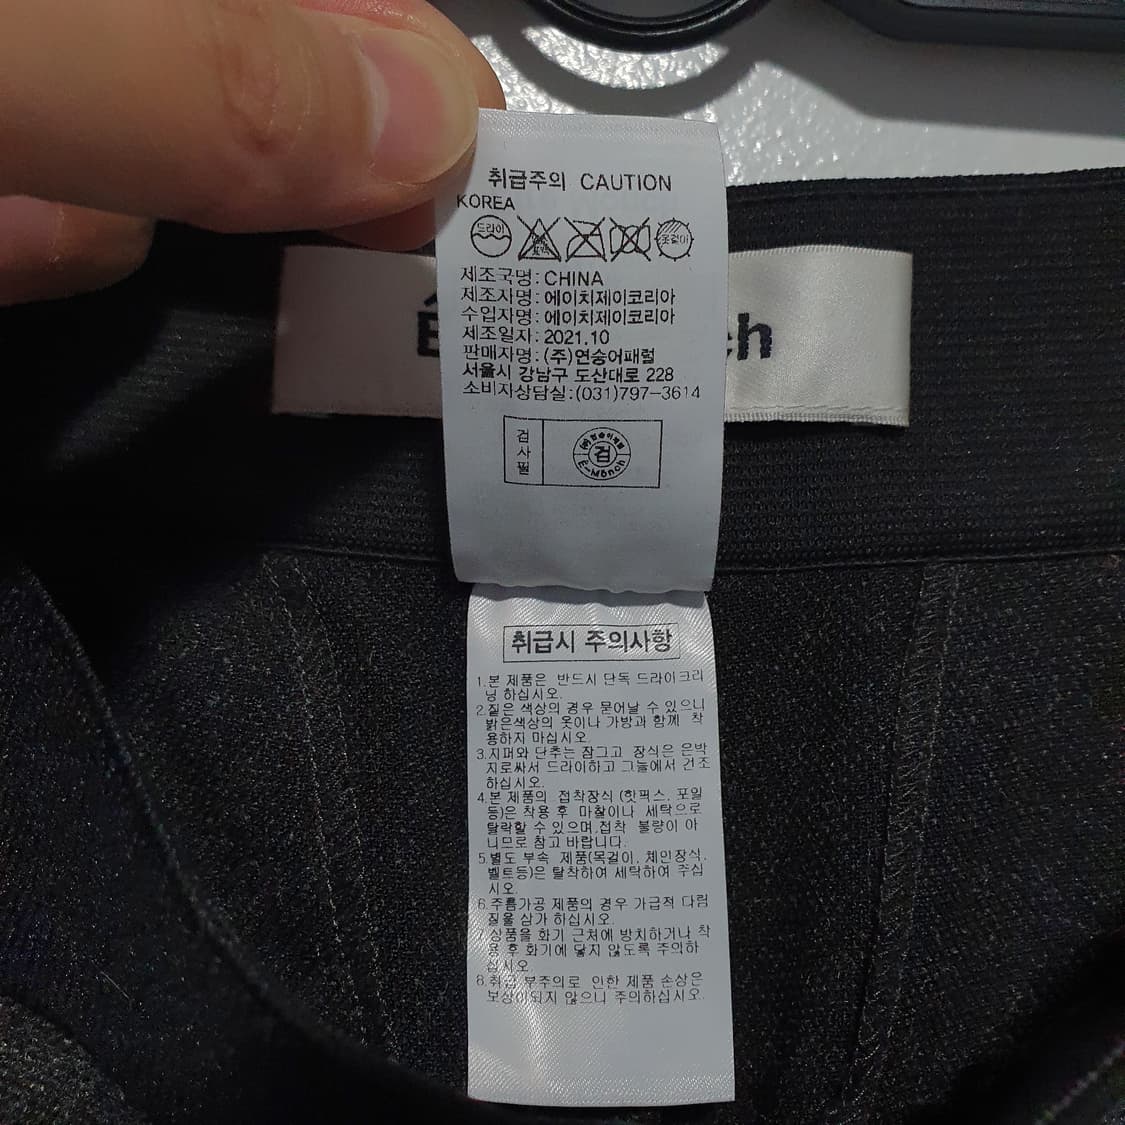 취급주의 CAUTION
KOREA
드라이
옷걸이
제조국명: CHINA
제조자명: 에이치제이코리아
수입자명: 에이치제이코리아
제조일자: 2021.10
판매자명: (주)연승어패럴
서울시 강남구 도산대로 228
소비자상담실:(031)797-3614
검사필
(주)연승어패럴
검
E-Mönch
ch
취급시 주의사항
1.본 제품은 반드시 단독 드라이크리
닝 하십시오.
2.짙은 색상의 경우 묻어날 수 있으니
밝은색상의 옷이나 가방과 함께 착
용하지 마십시오.
3.지퍼와 단추는 잠그고 장식은 은박
지로싸서 드라이하고 그늘에서 건조
하십시오.
4.본 제품의 접착장식 (핫픽스, 포일
등)은 착용 후 마찰이나 세탁으로
탈락할 수 있으며,접착 불량이 아
니므로 참고 바랍니다.
5.별도 부속 제품(목걸이, 체인장식,
벨트등)은 탈착하여 세탁하여 주십
시오.
6.주름가공 제품의 경우 가급적 다림
질을 삼가 하십시오.
7.상품을 화기 근처에 방치하거나 착
용 후 화기에 닿지 않도록 주의하
십시오.
8.취급 부주의로 인한 제품 손상은
보상이되지 않으니 주의하십시오.